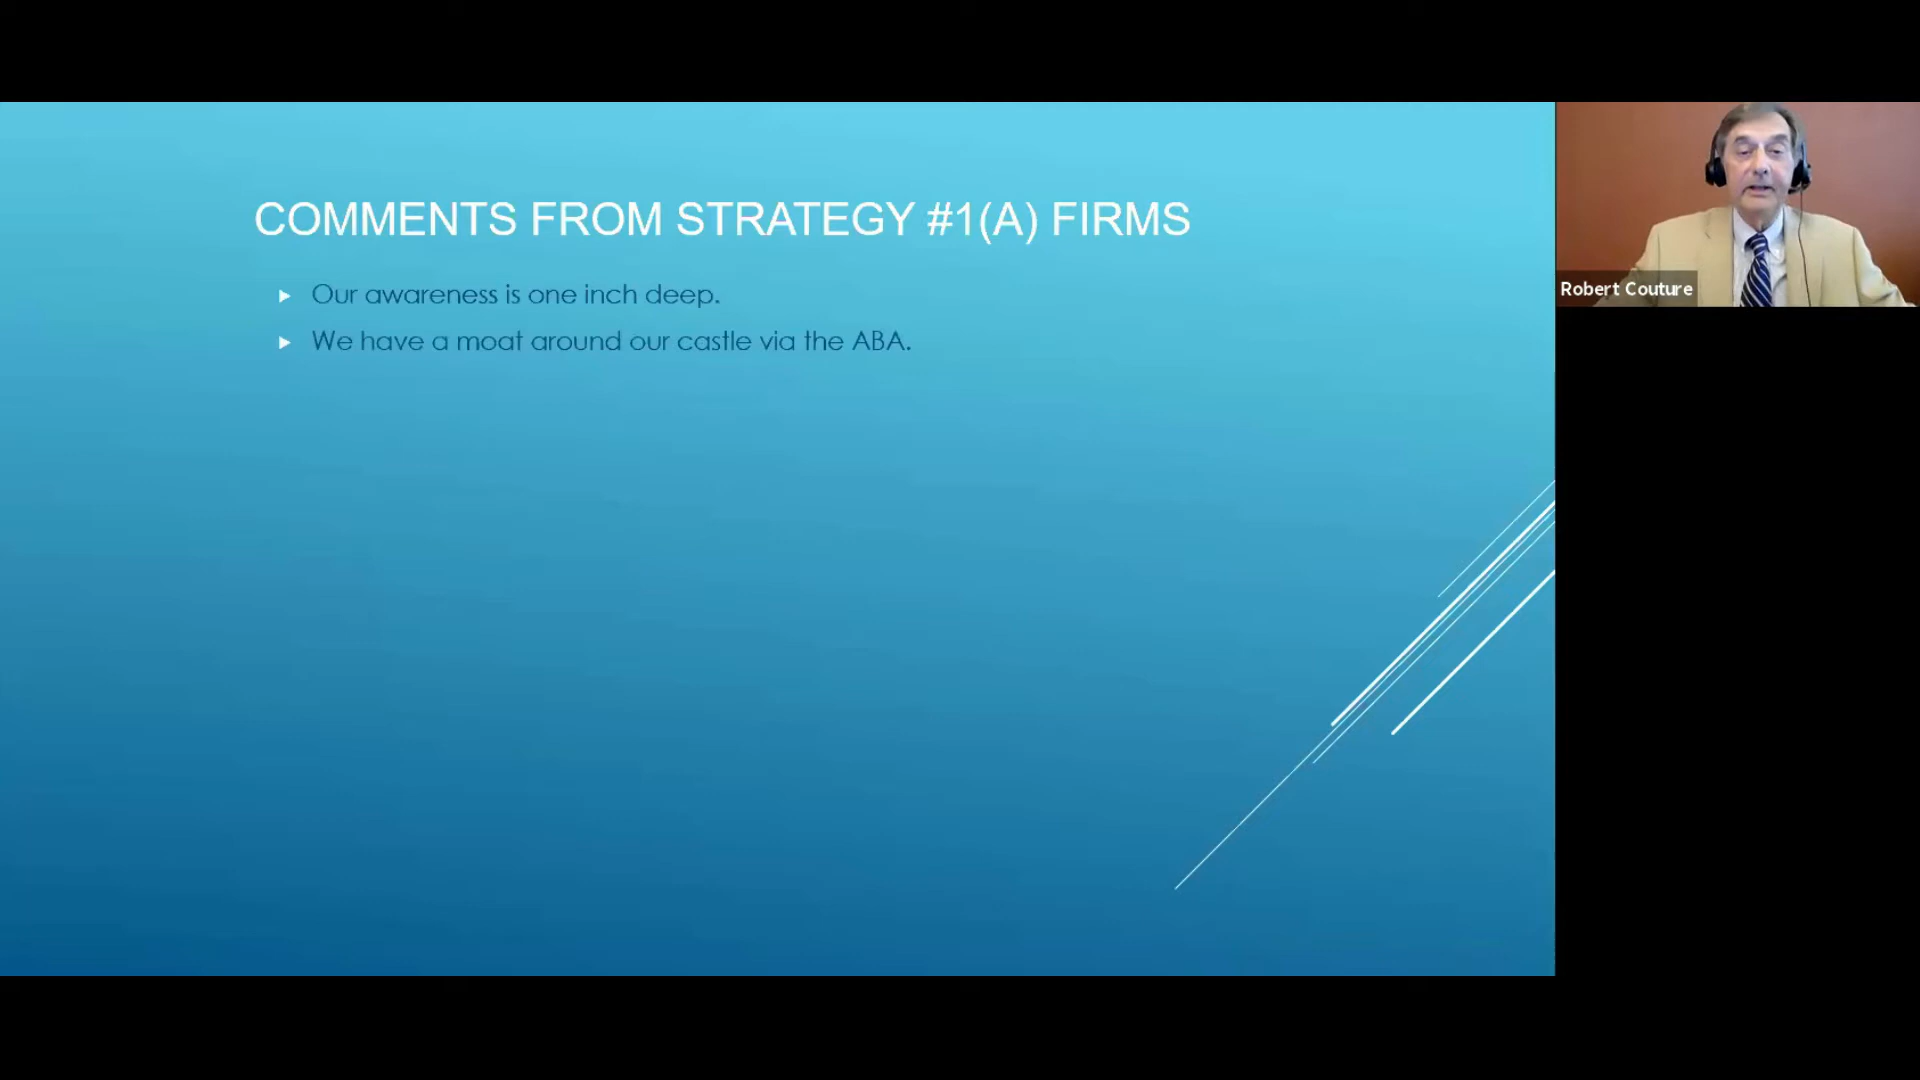 COMMENTS FROM STRATEGY #1(A) FIRMS
Our awareness is one inch deep.
We have a moat around our castle via the ABA.
Robert Couture